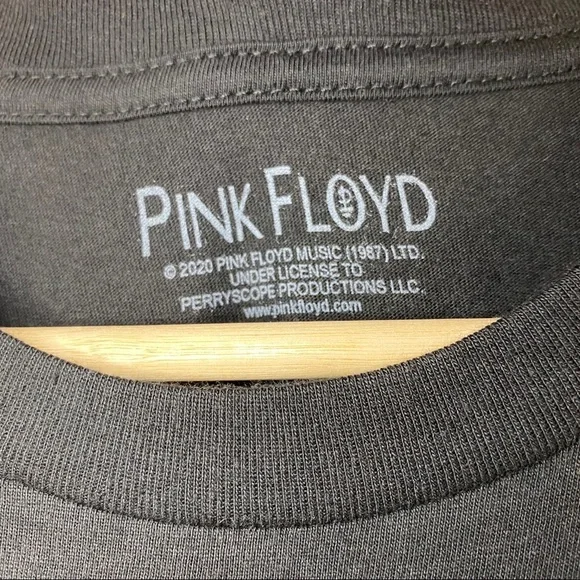 PINK FLOYD
© 2020 PINK FLOYD MUSIC (1987) LTD.
UNDER LICENSE TO
PERRYSCOPE PRODUCTIONS LLC.
www.pinkfloyd.com